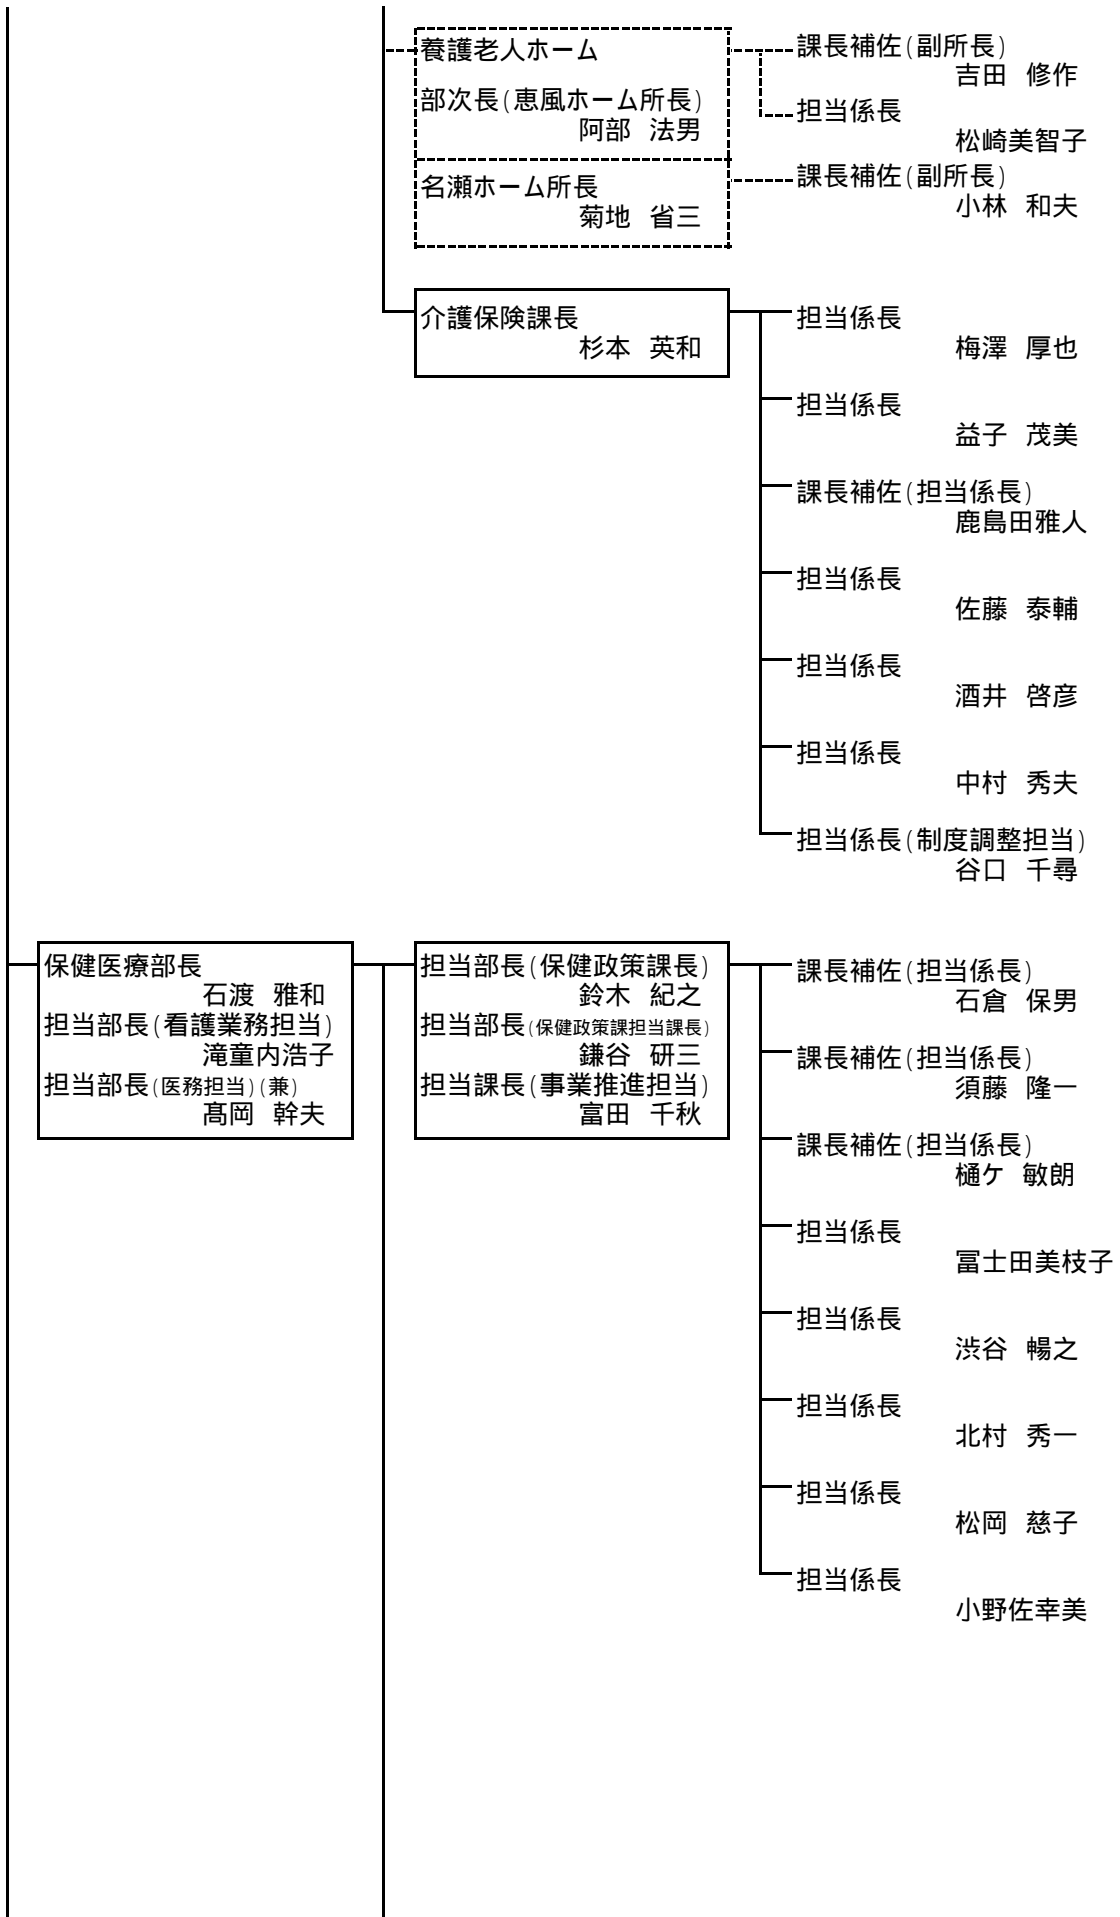 養護老人ホーム
部次長(恵風ホーム所長)
阿部 法男
課長補佐(副所長)
吉田 修作
担当係長
松崎美智子
名瀬ホーム所長
菊地 省三
課長補佐(副所長)
小林 和夫
介護保険課長
杉本 英和
担当係長
梅澤 厚也
担当係長
益子 茂美
課長補佐(担当係長)
鹿島田雅人
担当係長
佐藤 泰輔
担当係長
酒井 啓彦
担当係長
中村 秀夫
担当係長(制度調整担当)
谷口 千尋
保健医療部長
石渡 雅和
担当部長(看護業務担当)
滝童内浩子
担当部長(医務担当)(兼)
髙岡 幹夫
担当部長(保健政策課長)
鈴木 紀之
担当部長(保健政策課担当課長)
鎌谷 研三
担当課長(事業推進担当)
富田 千秋
課長補佐(担当係長)
石倉 保男
課長補佐(担当係長)
須藤 隆一
課長補佐(担当係長)
樋ケ 敏朗
担当係長
冨士田美枝子
担当係長
渋谷 暢之
担当係長
北村 秀一
担当係長
松岡 慈子
担当係長
小野佐幸美